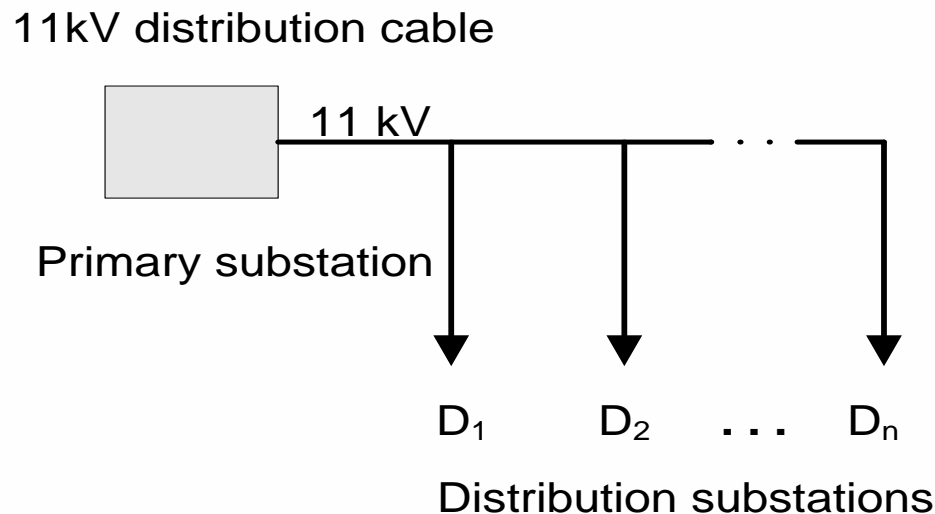 11kV distribution cable
11 kV
Primary substation
D₁ D₂ ... Dₙ
Distribution substations